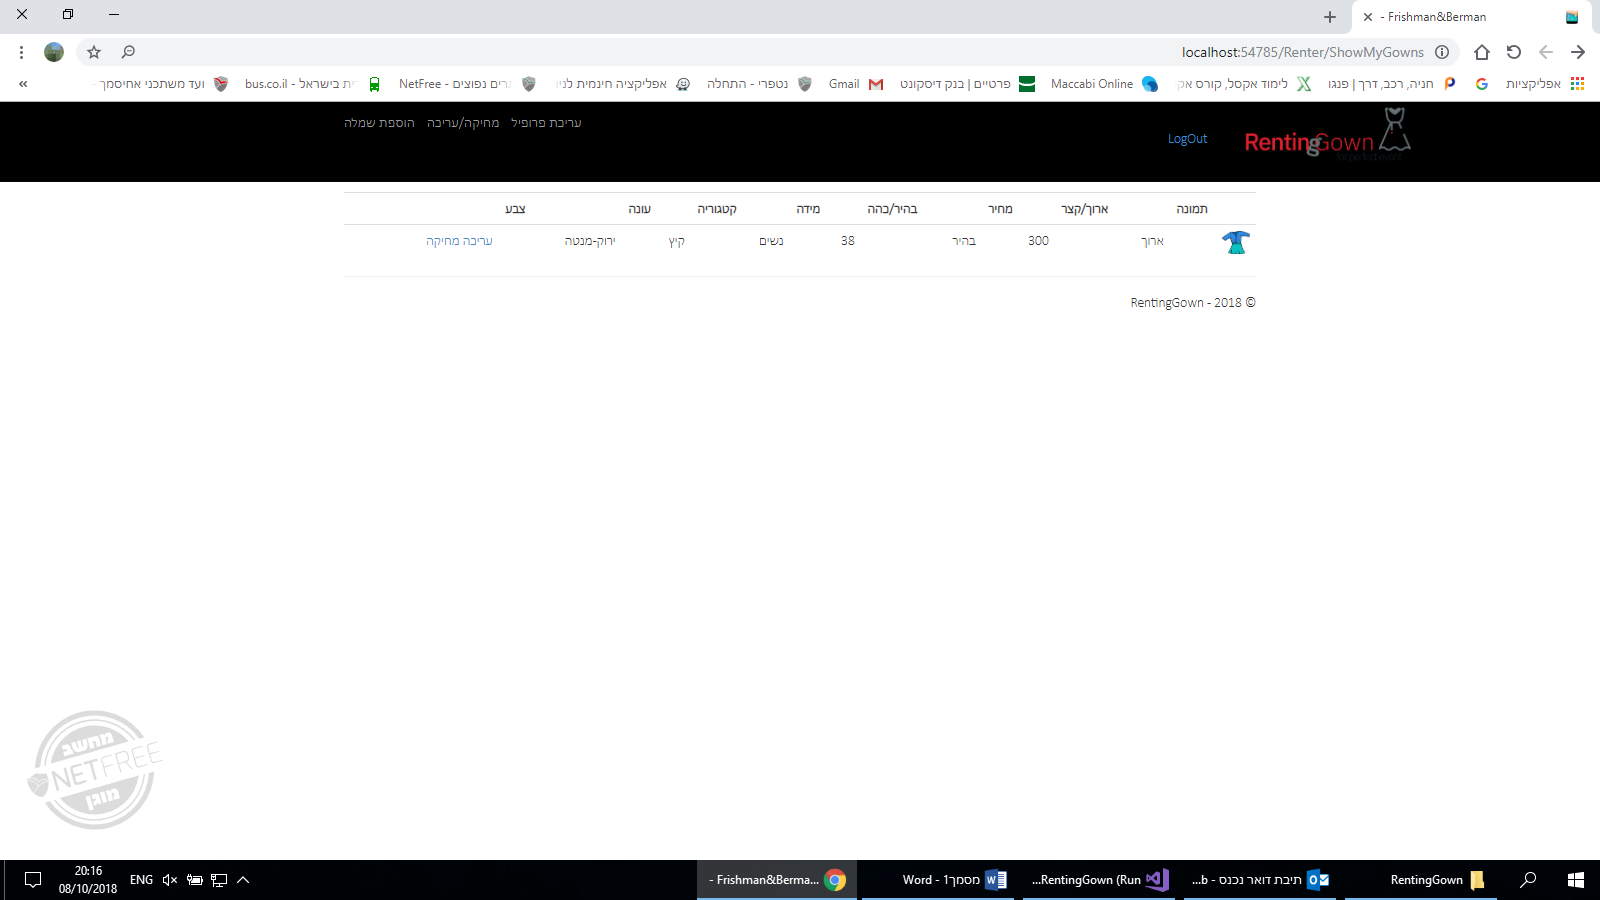 - Frishman&Berman
localhost:54785/Renter/ShowMyGowns
אפליקציות
חניה, רכב, דרך | פנגו
לימוד אקסל, קורס אק
Maccabi Online
פרטיים | בנק דיסקונט
Gmail
נטפרי - התחלה
אפליקציה חינמית לניו
NetFree - רים נפוצים
bus.co.il - ית בישראל
ועד משתכני אחיסמך -
RentingGown
LogOut
עריכת פרופיל מחיקה/עריכה הוספת שמלה
תמונה ארוך/קצר מחיר בהיר/כהה מידה קטגוריה עונה צבע
ארוך 300 בהיר 38 נשים קיץ ירוק-מנטה עריכה מחיקה
© 2018 - RentingGown
מחשב
NETFREE
מוגן
RentingGown
תיבת דואר נכנס - b...
RentingGown (Run...
מסמך1 - Word
- Frishman&Berma...
ENG
20:16
08/10/2018